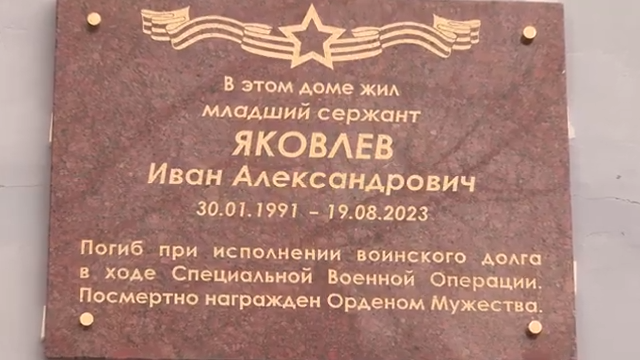 В этом доме жил
младший сержант
ЯКОВЛЕВ
Иван Александрович
30.01.1991 – 19.08.2023
Погиб при исполнении воинского долга
в ходе Специальной Военной Операции.
Посмертно награжден Орденом Мужества.